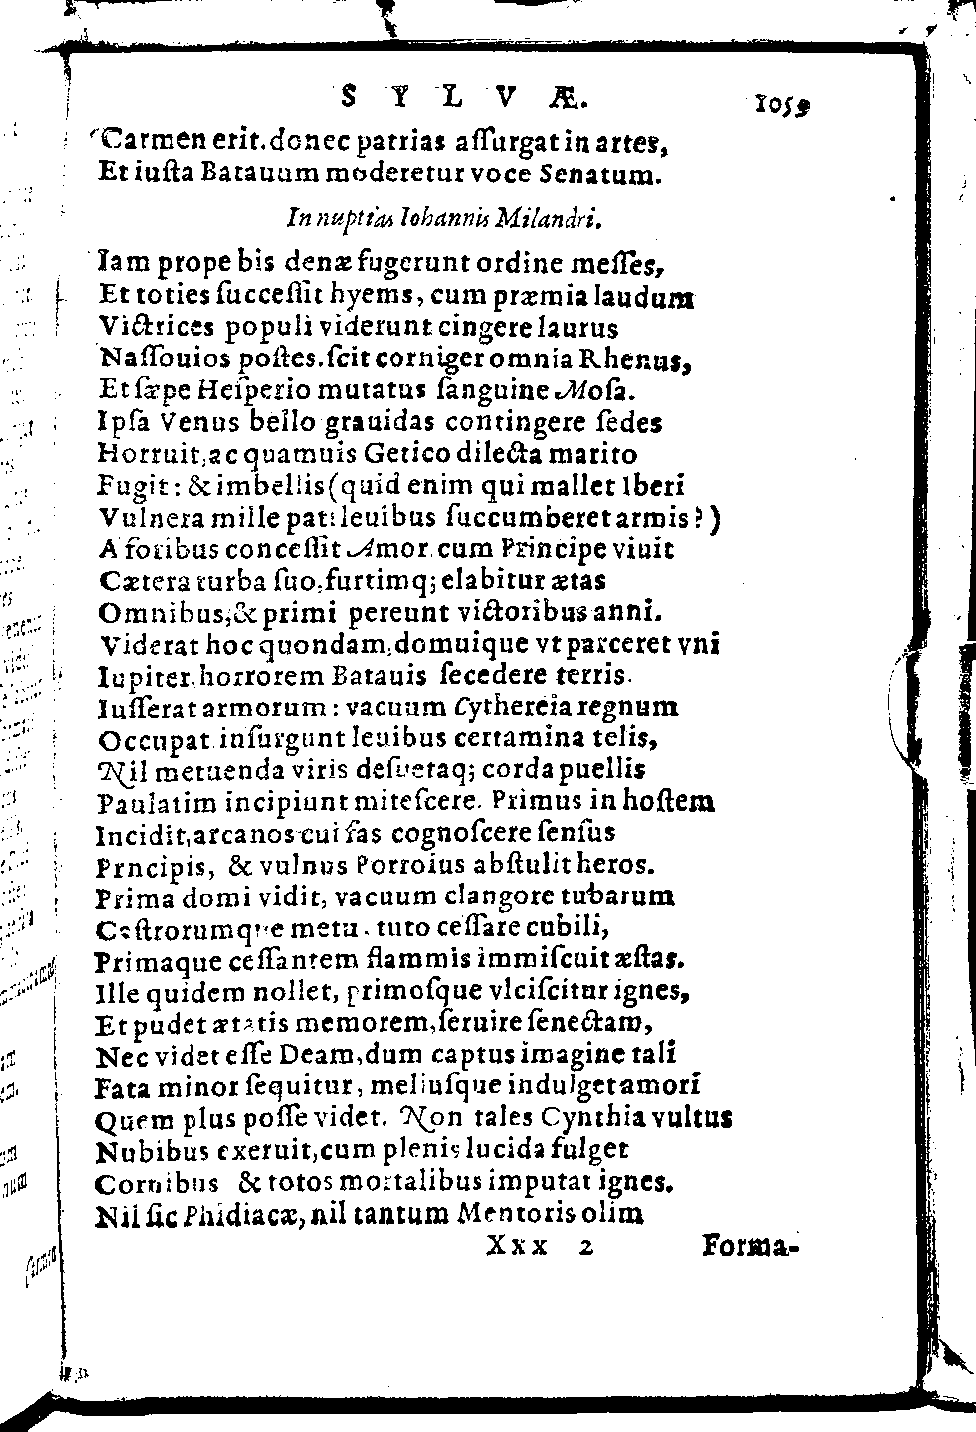 SYLVÆ. 1059
Carmen erit. donec patrias aſſurgat in artes,
Et iuſta Batauum moderetur voce Senatum.
In nuptias Iohannis Milandri.
Iam prope bis denæ fugerunt ordine meſſes,
Et toties ſucceſſit hyems, cum præmia laudum
Victrices populi viderunt cingere laurus
Naſſouios poſtes. ſcit corniger omnia Rhenus,
Et ſæpe Heſperio mutatus ſanguine Moſa.
Ipſa Venus bello grauidas contingere ſedes
Horruit, ac quamuis Getico dilecta marito
Fugit: & imbellis (quid enim qui mallet Iberi
Vulnera mille pati leuibus ſuccumberet armis?)
A foribus conceſſit Amor. cum Principe viuit
Cætera turba ſuo, furtimq; elabitur ætas
Omnibus, & primi pereunt victoribus anni.
Viderat hoc quondam, domuique vt parceret vni
Iupiter, horrorem Batauis ſecedere terris.
Iuſſerat armorum: vacuum Cythereia regnum
Occupat, inſurgunt leuibus certamina telis,
Nil metuenda viris deſuetaq; corda puellis
Paulatim incipiunt miteſcere. Primus in hoſtem
Incidit, arcanos cui fas cognoſcere ſenſus
Prncipis, & vulnus Porroius abſtulit heros.
Prima domi vidit, vacuum clangore tubarum
Caſtrorumque metu. tuto ceſſare cubili,
Primaque ceſſantem flammis immiſcuit æſtas.
Ille quidem nollet, primoſque vlciſcitur ignes,
Et pudet ætatis memorem, ſeruire ſenectam,
Nec videt eſſe Deam, dum captus imagine tali
Fata minor ſequitur, meliuſque indulget amori
Quem plus poſſe videt. Non tales Cynthia vultus
Nubibus exeruit, cum plenis lucida fulget
Cornibus & totos mortalibus imputat ignes.
Nil ſic Phidiacæ, nil tantum Mentoris olim
Xxx 2 Forma-